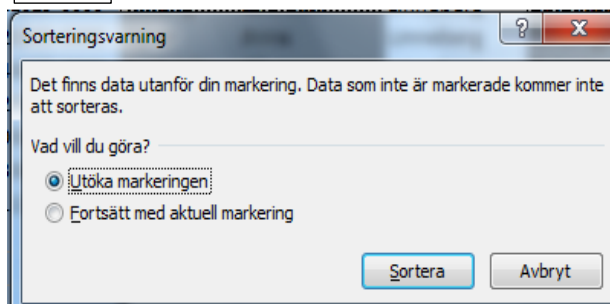 Sorteringsvarning
Det finns data utanför din markering. Data som inte är markerade kommer inte
att sorteras.
Vad vill du göra?
Utöka markeringen
Fortsätt med aktuell markering
Sortera
Avbryt